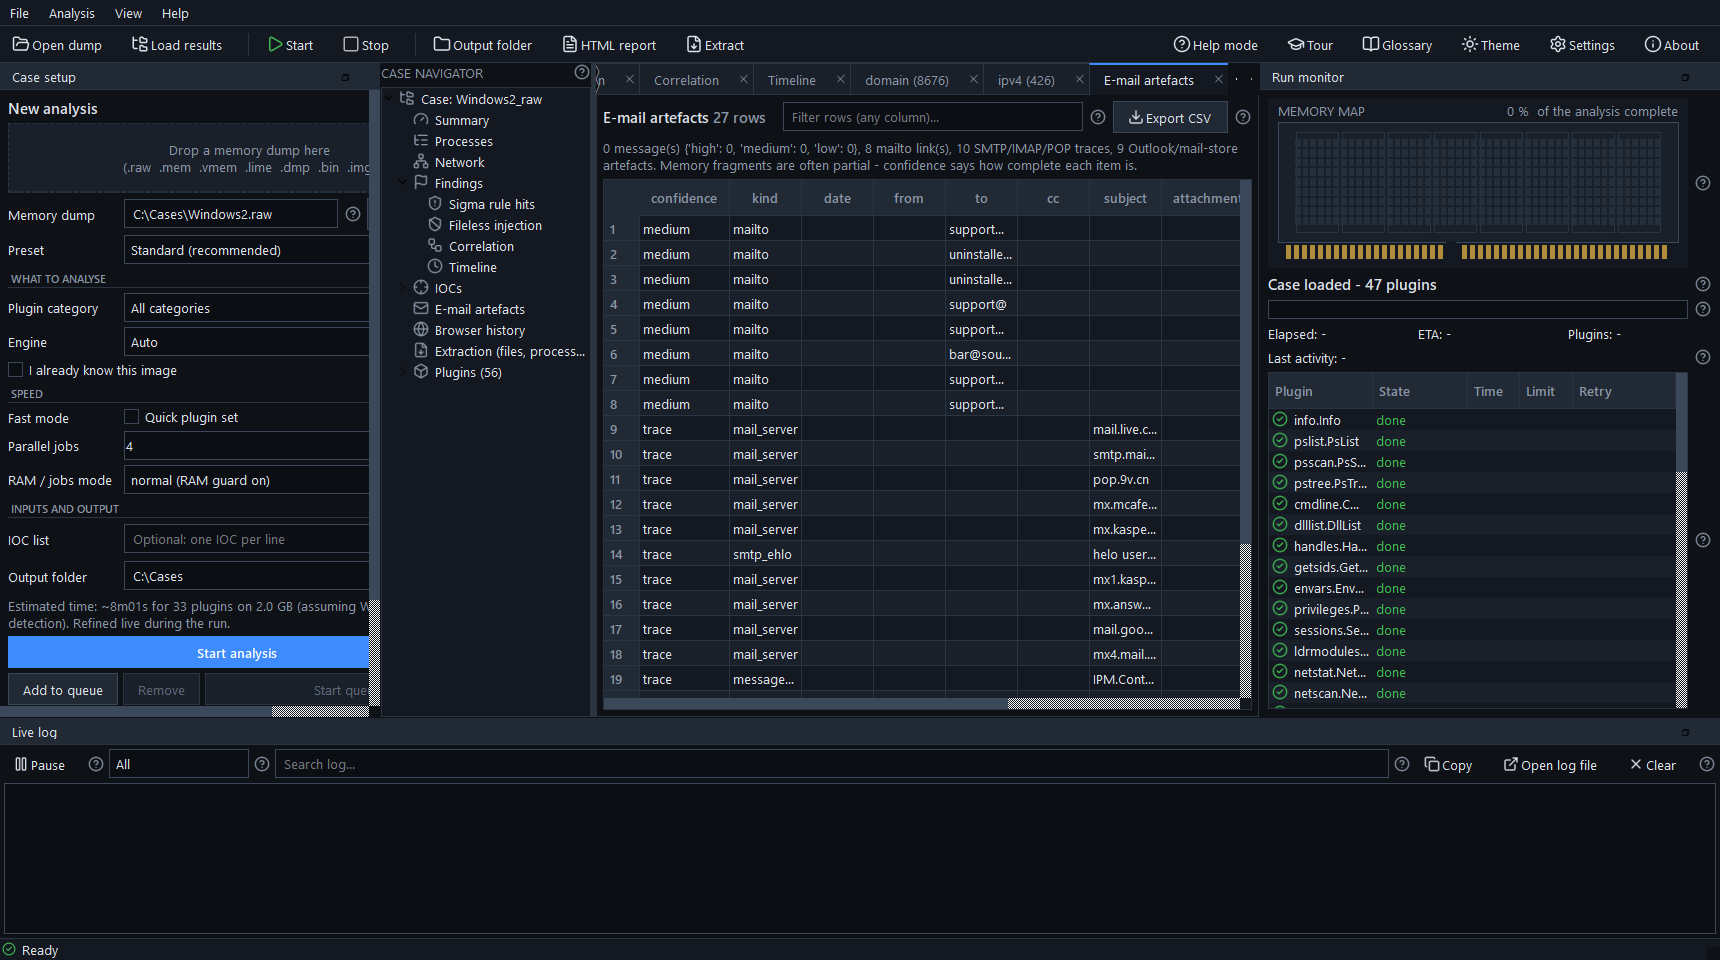 File Analysis View Help
Open dump Load results Start Stop Output folder HTML report Extract Help mode Tour Glossary Theme Settings About
Case setup
New analysis
Drop a memory dump here
(.raw .mem .vmem .lime .dmp .bin .img
Memory dump C:\Cases\Windows2.raw
Preset Standard (recommended)
WHAT TO ANALYSE
Plugin category All categories
Engine Auto
I already know this image
SPEED
Fast mode Quick plugin set
Parallel jobs 4
RAM / jobs mode normal (RAM guard on)
INPUTS AND OUTPUT
IOC list Optional: one IOC per line
Output folder C:\Cases
Estimated time: ~8m01s for 33 plugins on 2.0 GB (assuming W
detection). Refined live during the run.
Start analysis
Add to queue Remove Start que
CASE NAVIGATOR
Case: Windows2_raw
Summary
Processes
Network
Findings
Sigma rule hits
Fileless injection
Correlation
Timeline
IOCs
E-mail artefacts
Browser history
Extraction (files, process...
Plugins (56)
n Correlation Timeline domain (8676) ipv4 (426) E-mail artefacts
E-mail artefacts 27 rows Filter rows (any column)... Export CSV
0 message(s) {'high': 0, 'medium': 0, 'low': 0}, 8 mailto link(s), 10 SMTP/IMAP/POP traces, 9 Outlook/mail-store
artefacts. Memory fragments are often partial - confidence says how complete each item is.
confidence kind date from to cc subject attachment
1 medium mailto support...
2 medium mailto uninstalle...
3 medium mailto uninstalle...
4 medium mailto support@
5 medium mailto support...
6 medium mailto bar@sou...
7 medium mailto support...
8 medium mailto support...
9 trace mail_server mail.live.c...
10 trace mail_server smtp.mai...
11 trace mail_server pop.9v.cn
12 trace mail_server mx.mcafe...
13 trace mail_server mx.kaspe...
14 trace smtp_ehlo helo user...
15 trace mail_server mx1.kasp...
16 trace mail_server mx.answ...
17 trace mail_server mail.goo...
18 trace mail_server mx4.mail....
19 trace message... IPM.Cont...
Run monitor
MEMORY MAP 0 % of the analysis complete
Case loaded - 47 plugins
Elapsed: - ETA: - Plugins: -
Last activity: -
Plugin State Time Limit Retry
info.Info done
pslist.PsList done
psscan.PsS... done
pstree.PsTr... done
cmdline.C... done
dlllist.DllList done
handles.Ha... done
getsids.Get... done
envars.Env... done
privileges.P... done
sessions.Se... done
ldrmodules... done
netstat.Net... done
netscan.Ne... done
Live log
Pause All Search log... Copy Open log file Clear
Ready